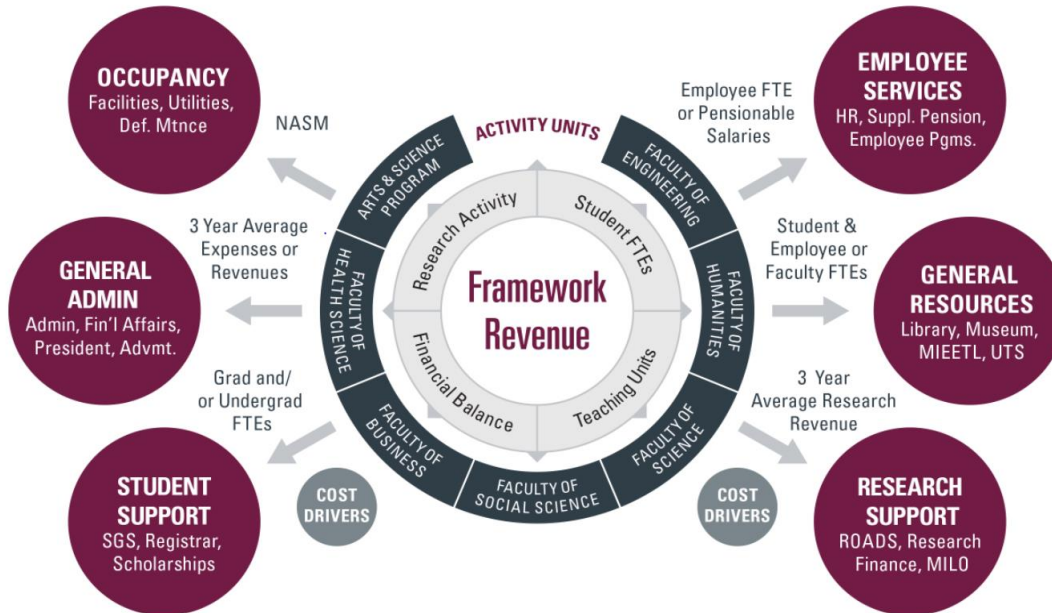 OCCUPANCY
Facilities, Utilities,
Def. Mtnce
NASM
GENERAL
ADMIN
Admin, Fin'l Affairs,
President, Advmt.
3 Year Average
Expenses or
Revenues
STUDENT
SUPPORT
SGS, Registrar,
Scholarships
Grad and/
or Undergrad
FTEs
COST
DRIVERS
ACTIVITY UNITS
ARTS & SCIENCE
PROGRAM
FACULTY OF
HEALTH SCIENCE
FACULTY OF
BUSINESS
FACULTY OF
SOCIAL SCIENCE
FACULTY OF
SCIENCE
FACULTY OF
HUMANITIES
FACULTY OF
ENGINEERING
Research Activity
Student FTEs
Financial Balance
Teaching Units
Framework
Revenue
Employee FTE
or Pensionable
Salaries
EMPLOYEE
SERVICES
HR, Suppl. Pension,
Employee Pgms.
Student &
Employee or
Faculty FTEs
GENERAL
RESOURCES
Library, Museum,
MIEETL, UTS
3 Year
Average Research
Revenue
COST
DRIVERS
RESEARCH
SUPPORT
ROADS, Research
Finance, MILO